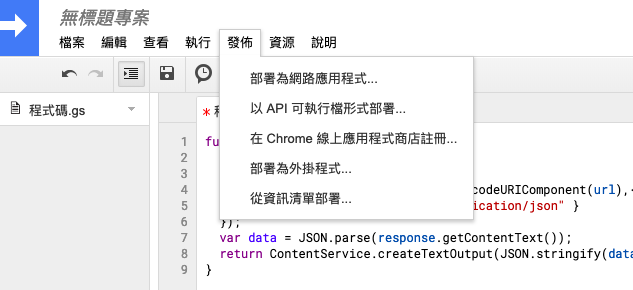 無標題專案
檔案 編輯 查看 執行 發佈 資源 說明
部署為網路應用程式...
以 API 可執行檔形式部署...
在 Chrome 線上應用程式商店註冊...
部署為外掛程式...
從資訊清單部署...
程式碼.gs
*
1 fu
2
3
4 codeURIComponent(url),{
5 ication/json" }
6 });
7 var data = JSON.parse(response.getContentText());
8 return ContentService.createTextOutput(JSON.stringify(data
9 }